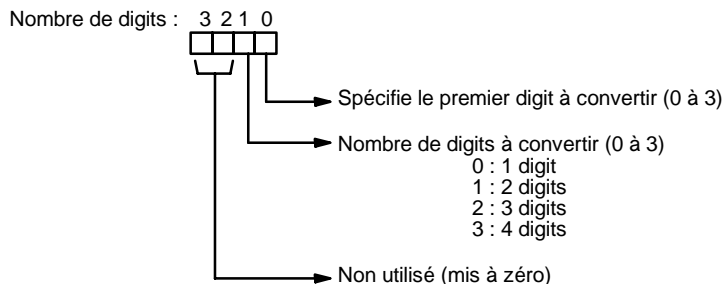 Nombre de digits : 3 2 1 0
Spécifie le premier digit à convertir (0 à 3)
Nombre de digits à convertir (0 à 3)
0 : 1 digit
1 : 2 digits
2 : 3 digits
3 : 4 digits
Non utilisé (mis à zéro)